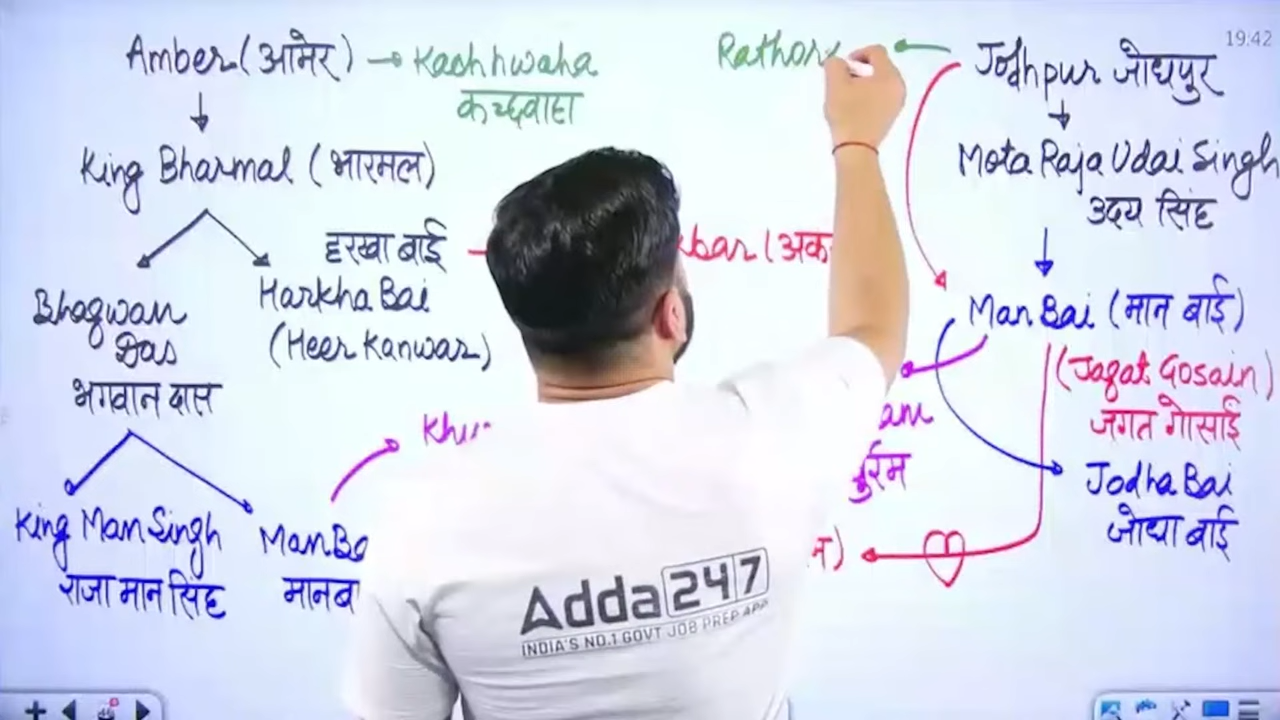 Amber (आमेर) → Kachhwaha
कच्छवाहा
King Bharmal (भारमल)
हरखा बाई
Bhagwan
Das
भगवान दास
Harkha Bai
(Heer Kanwar)
King Man Singh
राजा मान सिंह
19:42
Jodhpur जोधपुर
Mota Raja Udai Singh
उदय सिंह
Man Bai (मान बाई)
(Jagat Gosain)
जगत गोसाई
Jodha Bai
जोधा बाई
Adda247
INDIA'S NO.1 GOVT JOB PREP APP